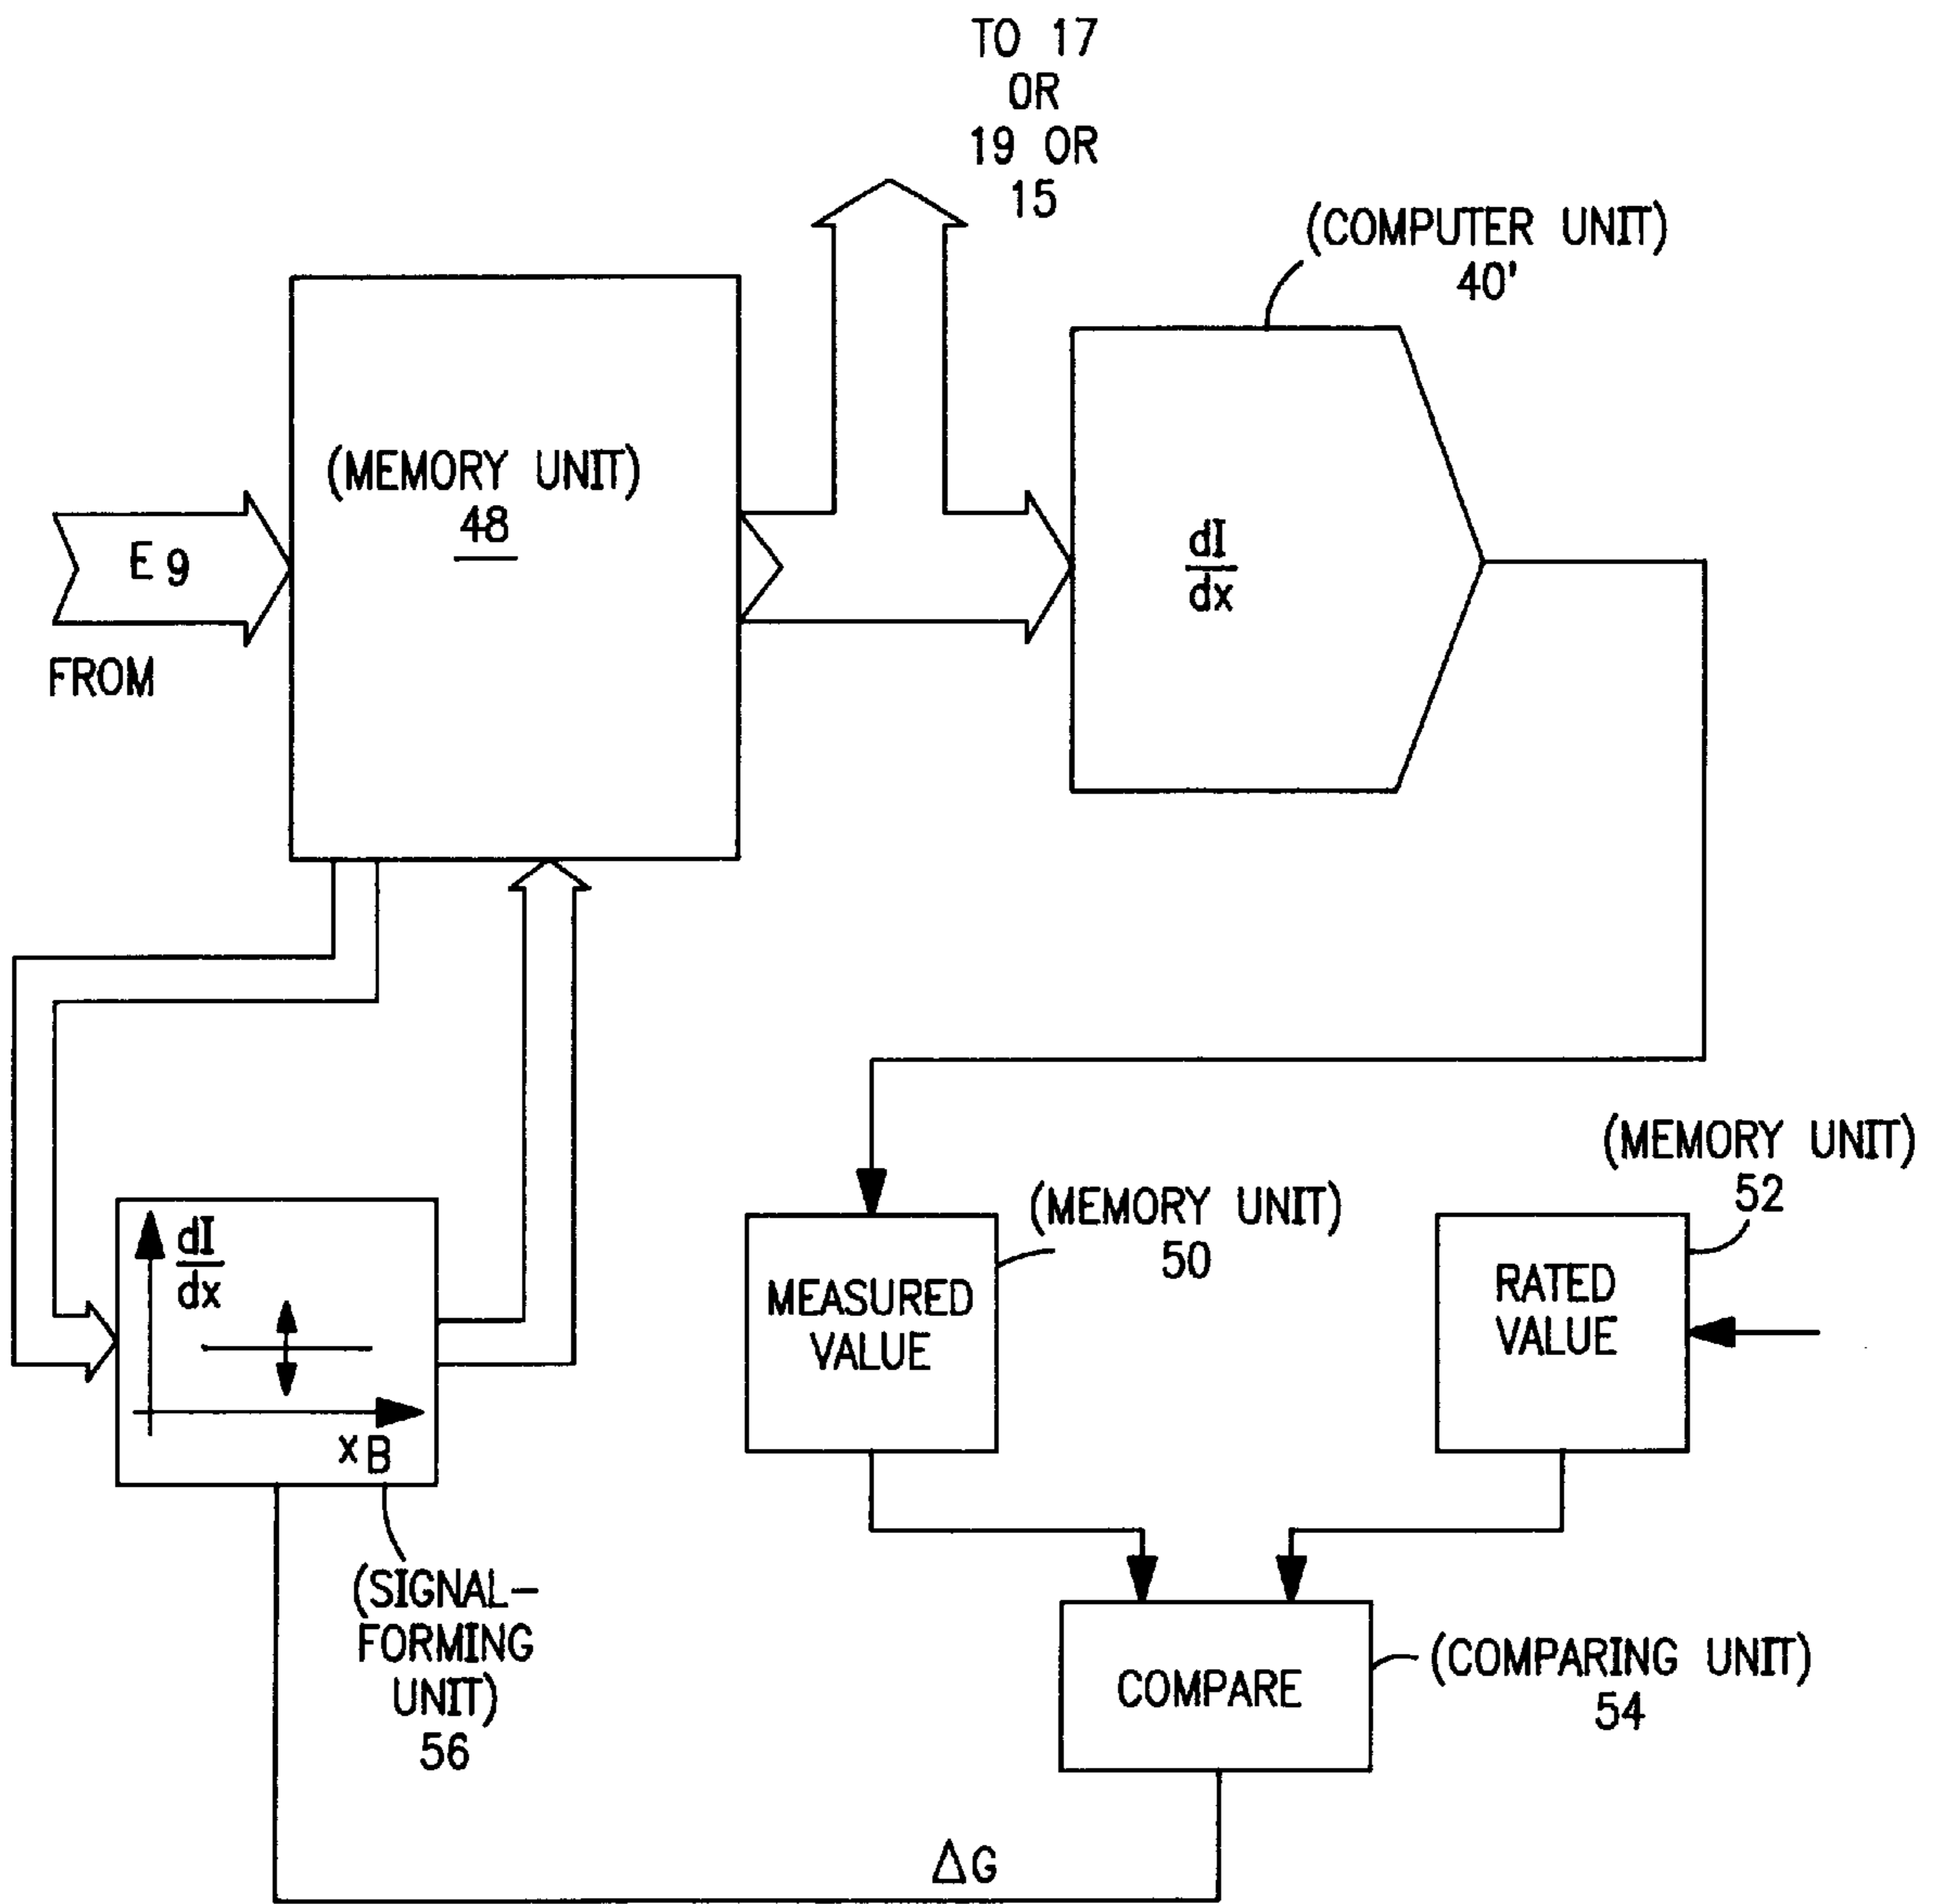 TO 17
OR
19 OR
15
(COMPUTER UNIT)
40'
(MEMORY UNIT)
48
E 9
FROM
dI
dx
(MEMORY UNIT)
52
(MEMORY UNIT)
50
MEASURED
VALUE
RATED
VALUE
dI
dx
x B
(SIGNAL-
FORMING
UNIT)
56
COMPARE
(COMPARING UNIT)
54
ΔG